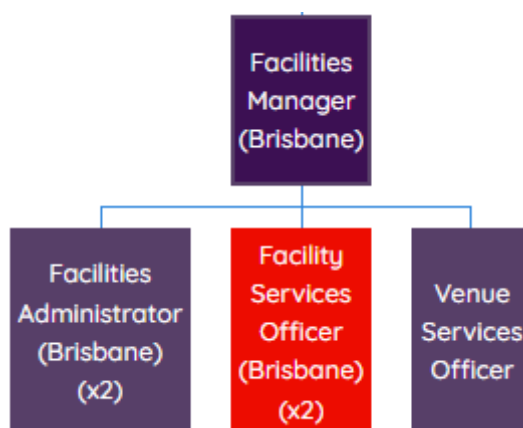 Facilities
Manager
(Brisbane)
Facilities
Administrator
(Brisbane)
(x2)
Facility
Services
Officer
(Brisbane)
(x2)
Venue
Services
Officer